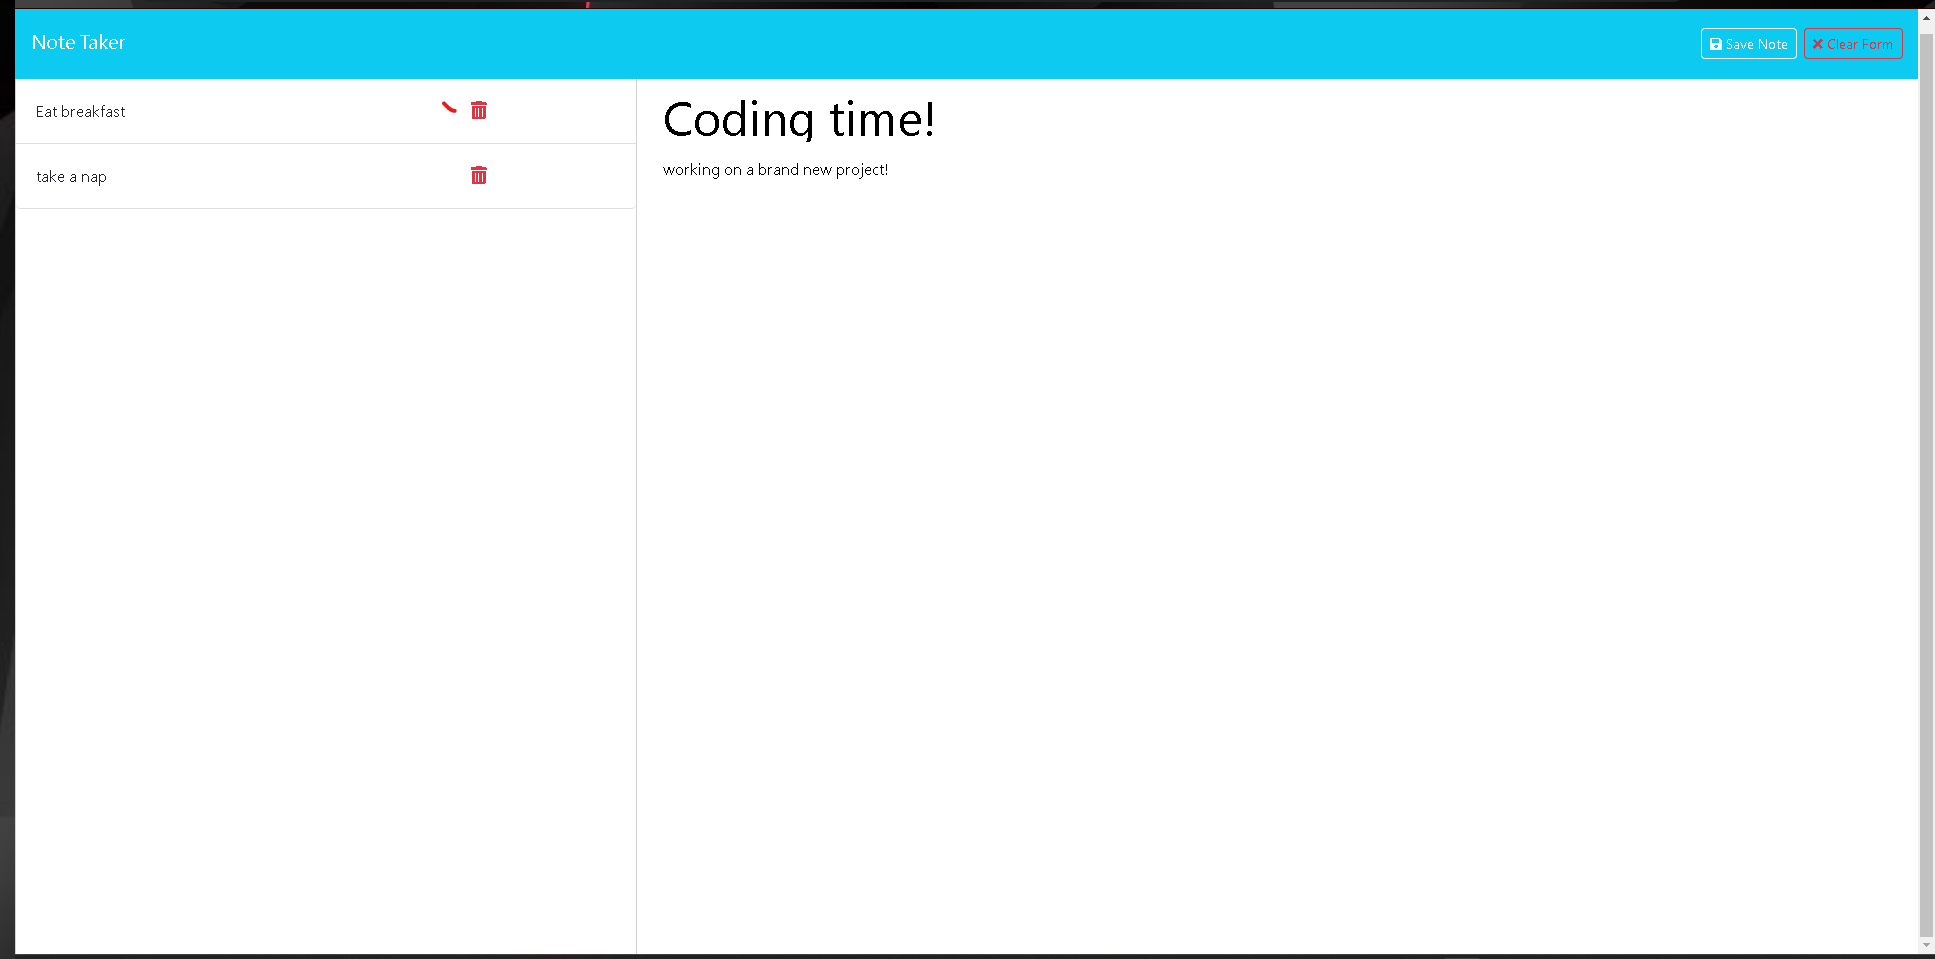 Note Taker
Save Note
Clear Form
Eat breakfast
take a nap
Coding time!
working on a brand new project!